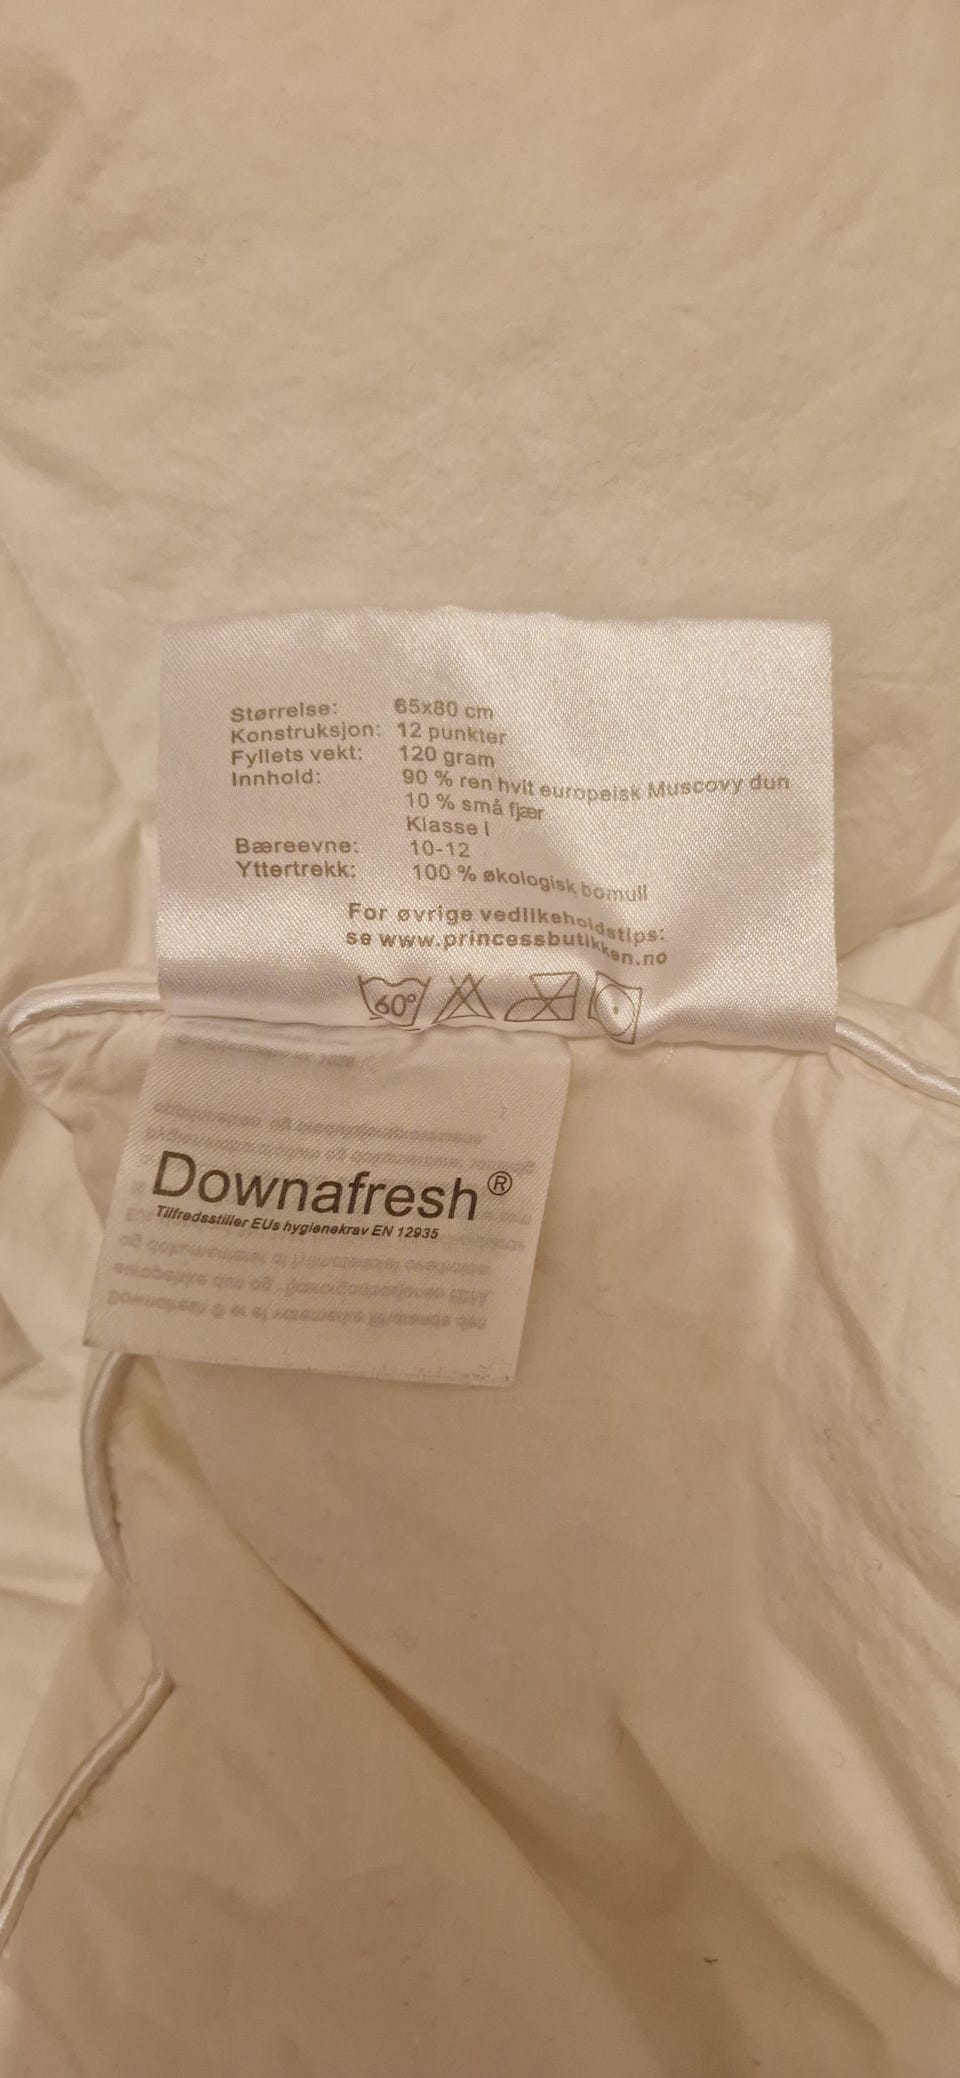 Størrelse: 65x80 cm
Konstruksjon: 12 punkter
Fyllets vekt: 120 gram
Innhold: 90 % ren hvit europeisk Muscovy dun
10 % små fjær
Klasse I
Bæreevne: 10-12
Yttertrekk: 100 % økologisk bomull
For øvrige vedlikeholdstips:
se www.princessbutikken.no
60°
Downafresh®
Tilfredsstiller EUs hygienekrav EN 12935